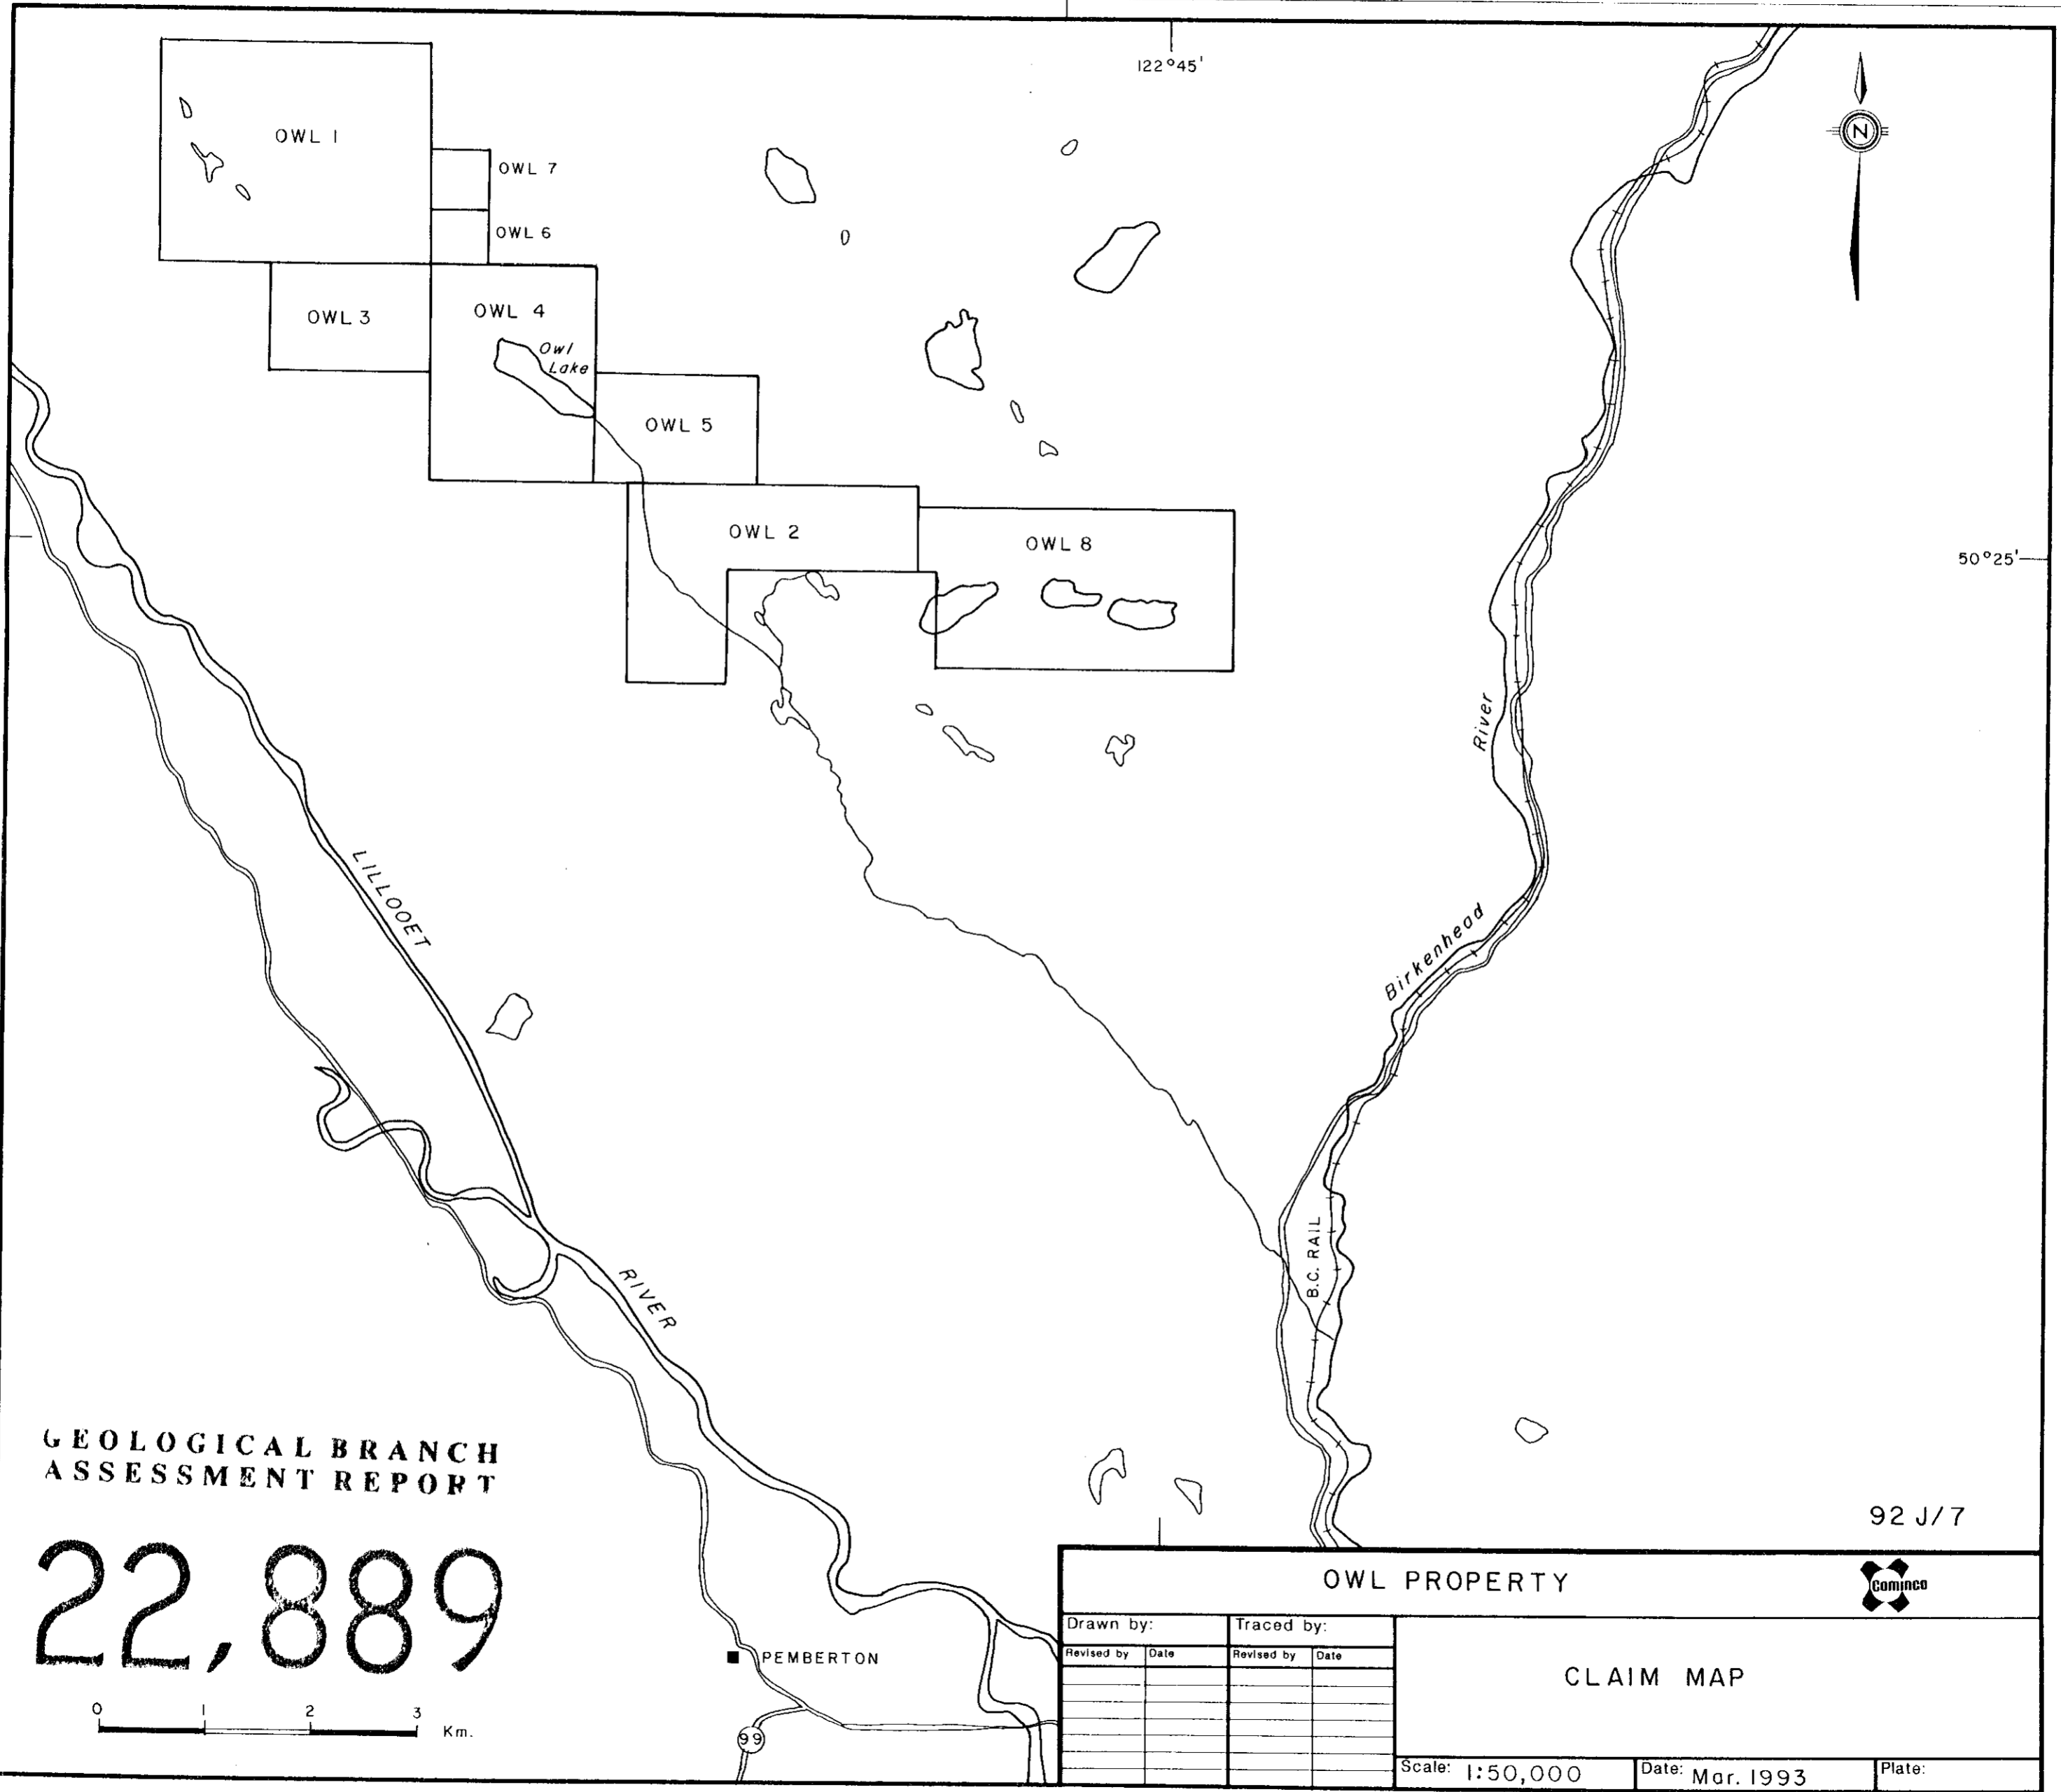 122°45'
N
OWL 1
OWL 7
OWL 6
OWL 3
OWL 4
Owl
Lake
OWL 5
OWL 2
OWL 8
50°25'
River
Birkenhead
LILLOOET
RIVER
B.C. RAIL
GEOLOGICAL BRANCH
ASSESSMENT REPORT
22,889
0 1 2 3 Km.
PEMBERTON
99
92 J/7
OWL PROPERTY
Cominco
Drawn by: Traced by:
Revised by Date Revised by Date
CLAIM MAP
Scale: 1:50,000 Date: Mar. 1993 Plate: